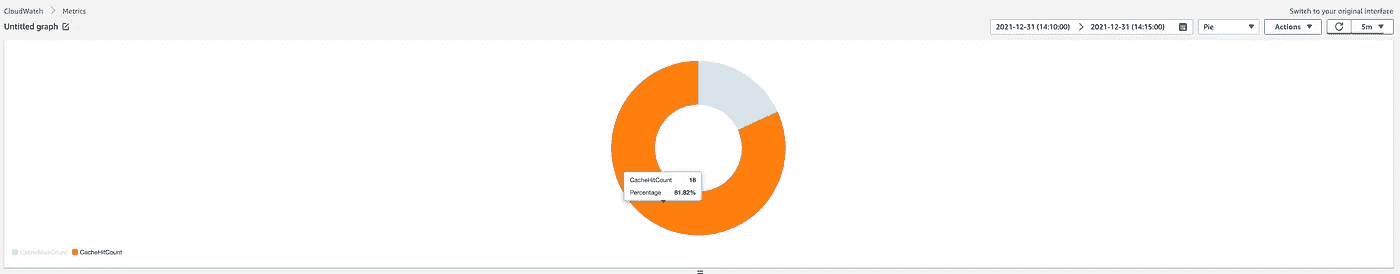 CloudWatch > Metrics
Switch to your original interface
Untitled graph
2021-12-31 (14:10:00) > 2021-12-31 (14:15:00)
Pie
Actions
5m
CacheHitCount 18
Percentage 81.82%
CacheMissCount CacheHitCount